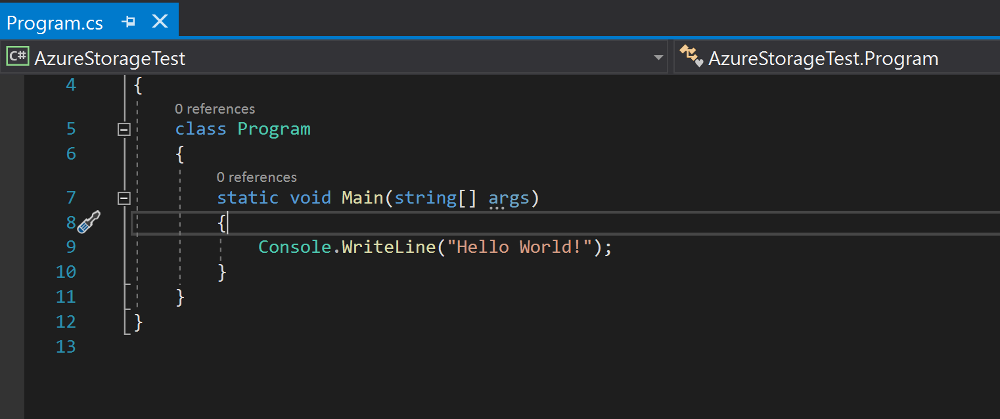 Program.cs
C# AzureStorageTest AzureStorageTest.Program
4 {
0 references
5 class Program
6 {
0 references
7 static void Main(string[] args)
8 {
9 Console.WriteLine("Hello World!");
10 }
11 }
12 }
13